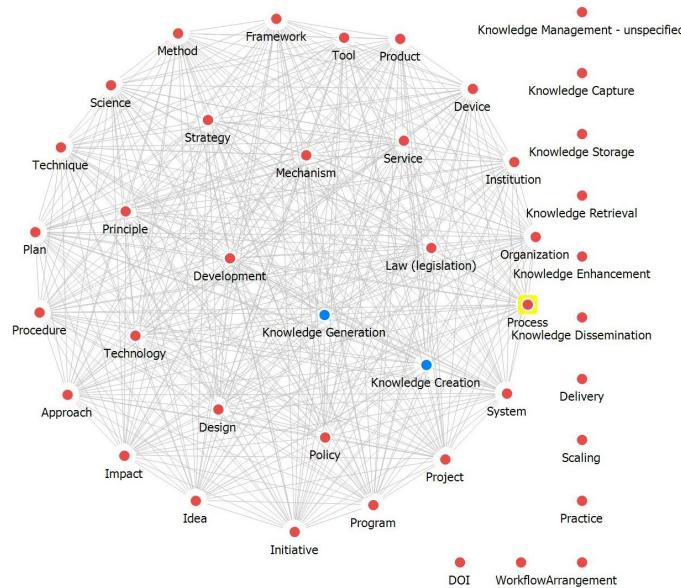 Framework
Knowledge Management - unspecified
Method
Tool
Product
Knowledge Capture
Science
Device
Strategy
Knowledge Storage
Technique
Mechanism
Service
Institution
Knowledge Retrieval
Principle
Plan
Organization
Law (legislation)
Knowledge Enhancement
Development
Procedure
Knowledge Generation
Process
Knowledge Dissemination
Technology
Knowledge Creation
Delivery
Approach
System
Design
Policy
Scaling
Impact
Project
Idea
Program
Practice
Initiative
DOI
Workflow
Arrangement